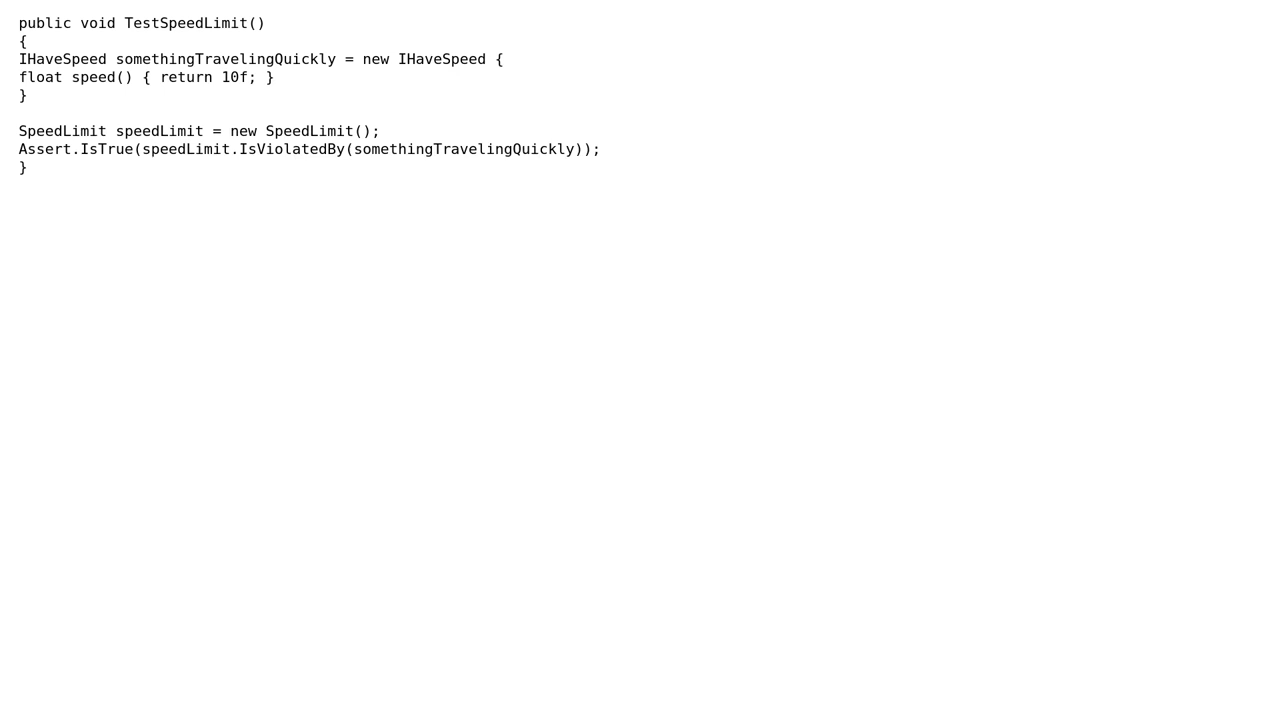 public void TestSpeedLimit()
{
IHaveSpeed somethingTravelingQuickly = new IHaveSpeed {
float speed() { return 10f; }
}

SpeedLimit speedLimit = new SpeedLimit();
Assert.IsTrue(speedLimit.IsViolatedBy(somethingTravelingQuickly));
}